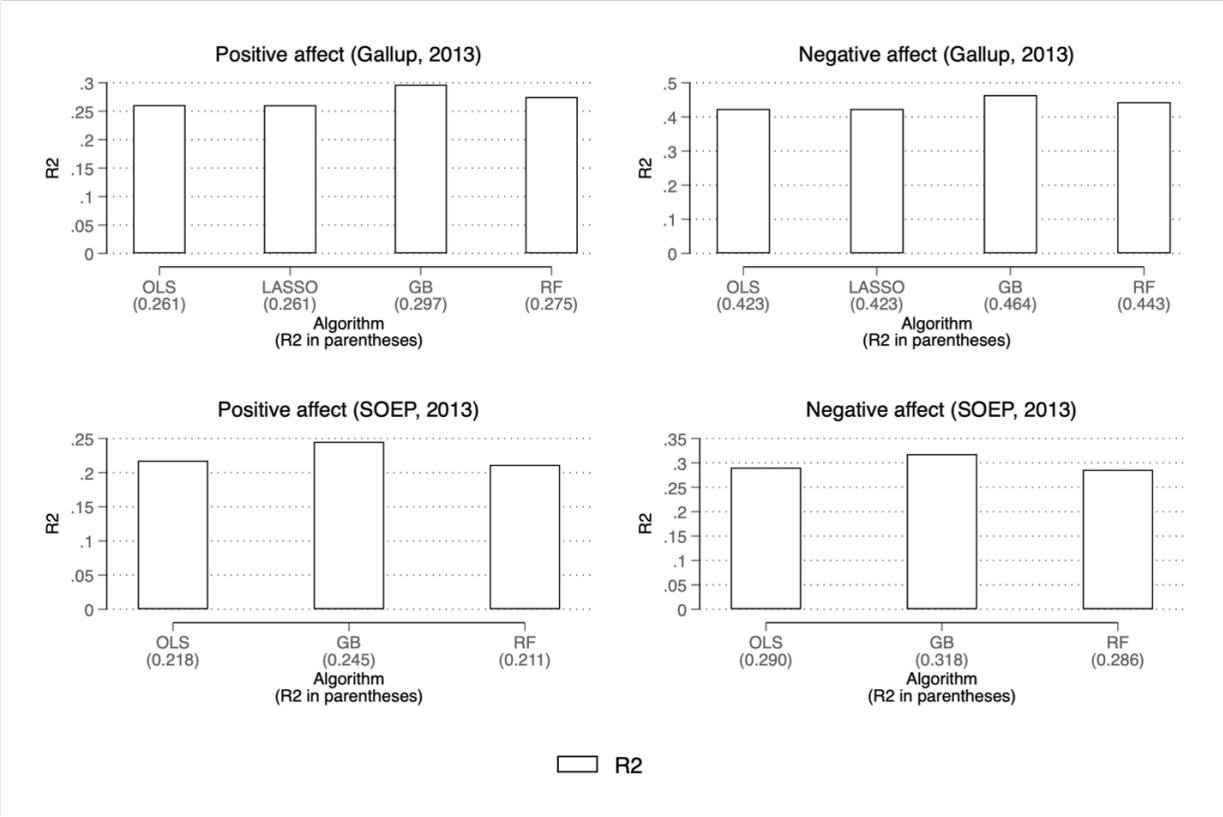 Positive affect (Gallup, 2013)
R2
.3
.25
.2
.15
.1
.05
0
OLS LASSO GB RF
(0.261) (0.261) (0.297) (0.275)
Algorithm
(R2 in parentheses)
Negative affect (Gallup, 2013)
R2
.5
.4
.3
.2
.1
0
OLS LASSO GB RF
(0.423) (0.423) (0.464) (0.443)
Algorithm
(R2 in parentheses)
Positive affect (SOEP, 2013)
R2
.25
.2
.15
.1
.05
0
OLS GB RF
(0.218) (0.245) (0.211)
Algorithm
(R2 in parentheses)
Negative affect (SOEP, 2013)
R2
.35
.3
.25
.2
.15
.1
.05
0
OLS GB RF
(0.290) (0.318) (0.286)
Algorithm
(R2 in parentheses)
R2